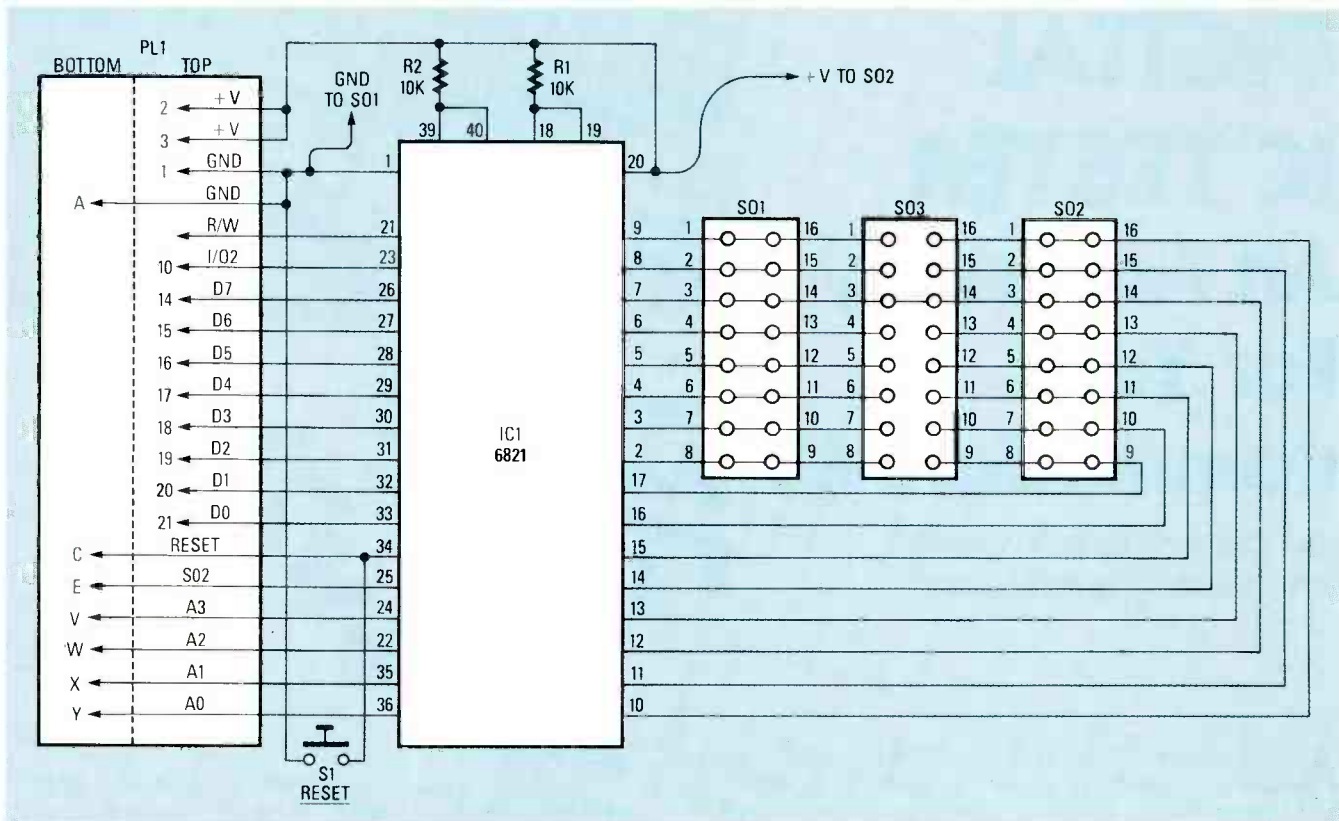 PL1
BOTTOM TOP
2 +V
3 +V
1 GND
A GND
R/W
10 I/O2
14 D7
15 D6
16 D5
17 D4
18 D3
19 D2
20 D1
21 D0
C RESET
E S02
V A3
W A2
X A1
Y A0
GND
TO SO1
R2
10K
R1
10K
+V TO SO2
39 40 18 19
1
21
23
26
27
28
29
30
31
32
33
34
25
24
22
35
36
IC1
6821
20
9
8
7
6
5
4
3
2
17
16
15
14
13
12
11
10
SO1
1 16
2 15
3 14
4 13
5 12
6 11
7 10
8 9
SO3
1 16
2 15
3 14
4 13
5 12
6 11
7 10
8 9
SO2
1 16
2 15
3 14
4 13
5 12
6 11
7 10
8 9
S1
RESET